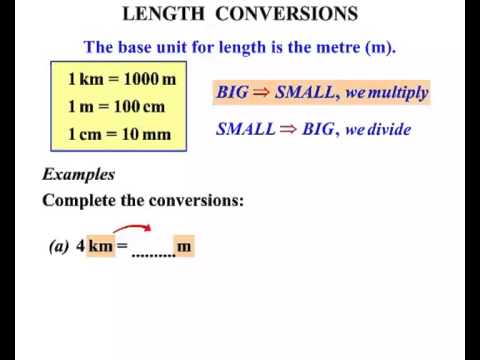 LENGTH CONVERSIONS
The base unit for length is the metre (m).
1 km = 1000 m
1 m = 100 cm
1 cm = 10 mm
BIG ⇒ SMALL, we multiply
SMALL ⇒ BIG, we divide
Examples
Complete the conversions:
(a) 4 km = .......... m